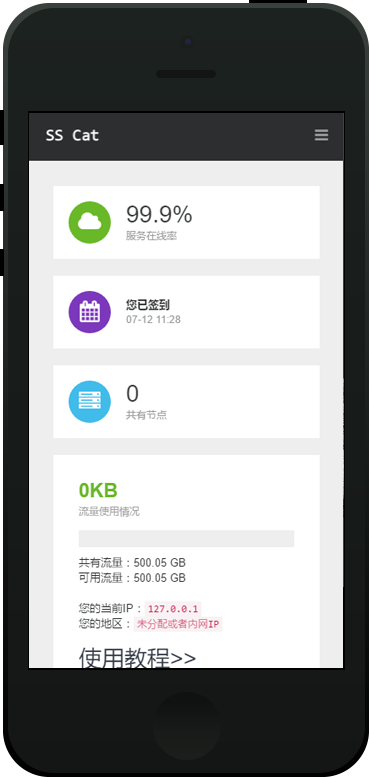 SS Cat
99.9%
服务在线率
您已签到
07-12 11:28
0
共有节点
0KB
流量使用情况
共有流量：500.05 GB
可用流量：500.05 GB
您的当前IP：127.0.0.1
您的地区：未分配或者内网IP
使用教程>>